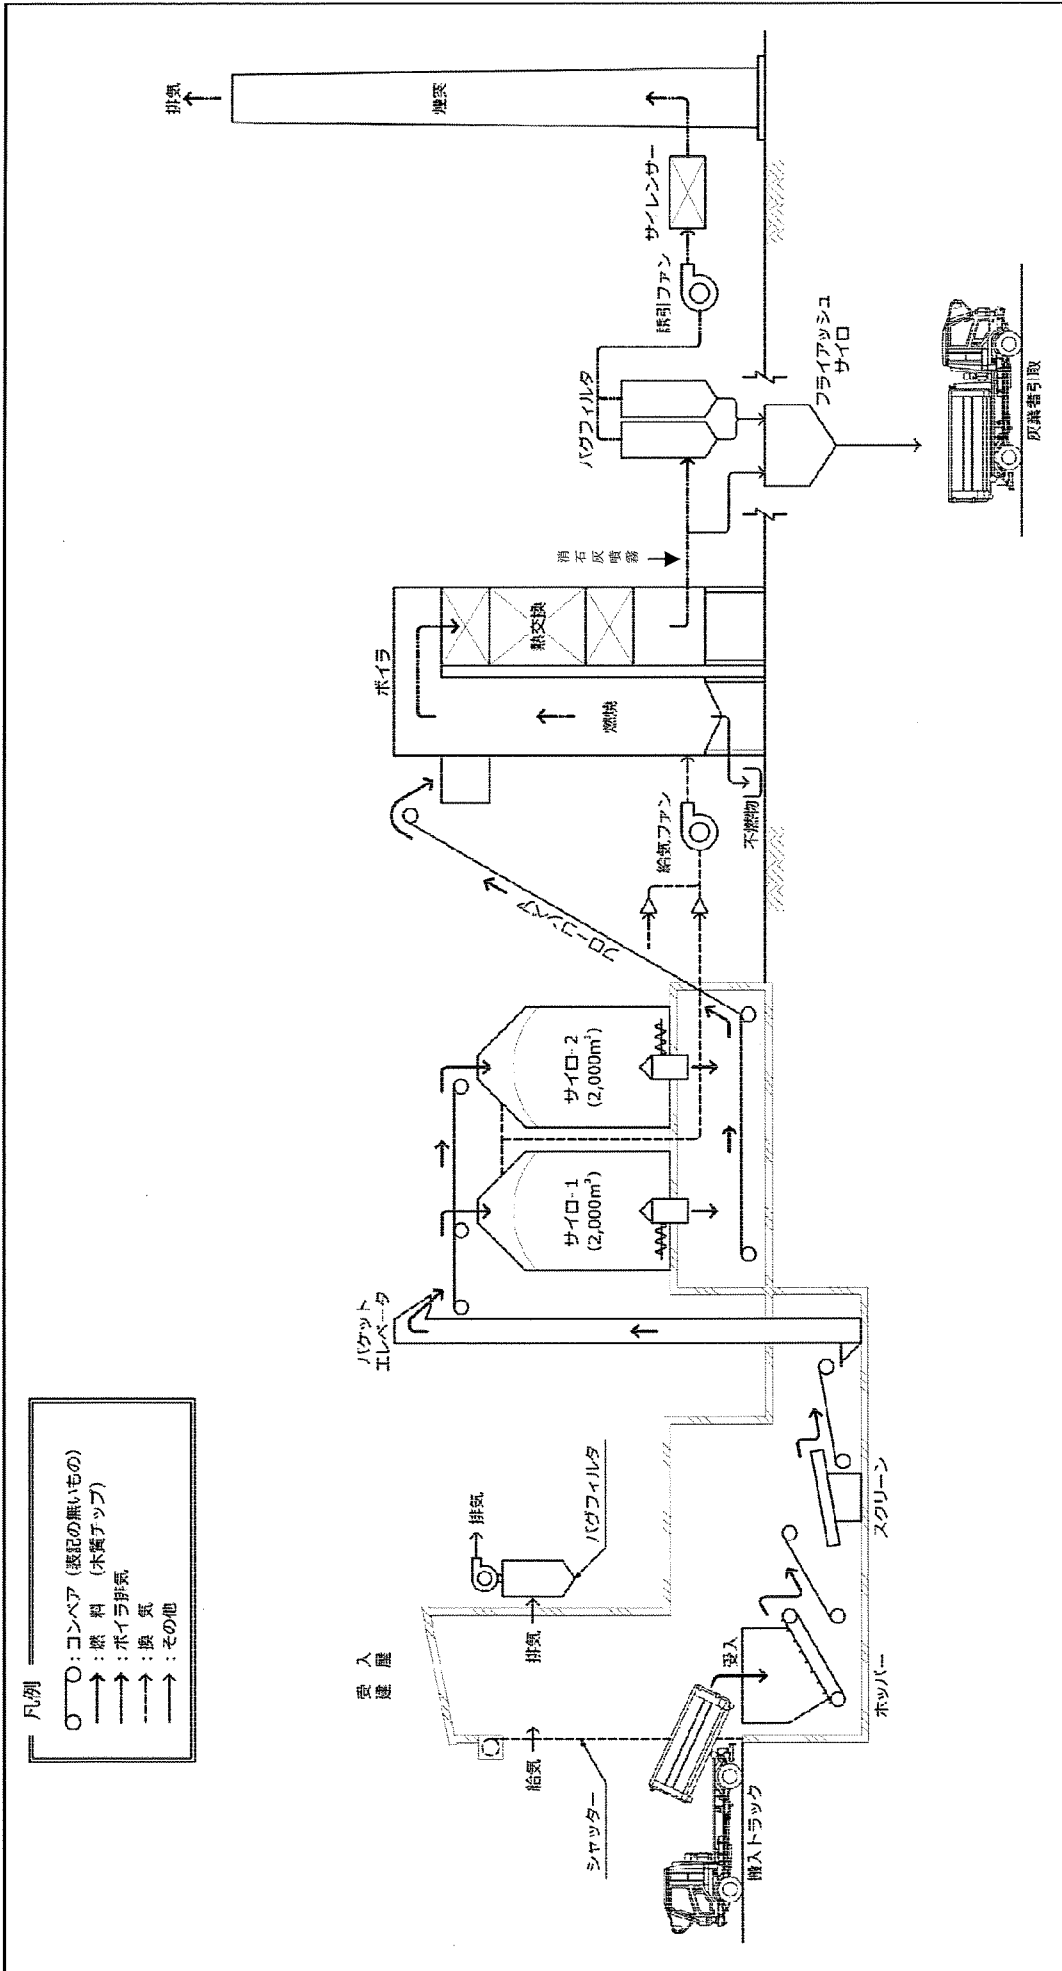 凡例
：コンベア（表記の無いもの）
：燃 料 （木質チップ）
：ボイラ排気
：換 気
：その他
受 入
建 屋
給気
シャッター
搬入トラック
排気
排気
バグフィルタ
受入
ホッパー
スクリーン
バケット
エレベータ
サイロ-1
(2,000m³)
サイロ-2
(2,000m³)
フローコンベア
給気ファン
不燃物
ボイラ
燃焼
熱交換
消石灰噴霧
バグフィルタ
フライアッシュ
サイロ
灰業者引取
誘引ファン
サイレンサー
煙突
排気